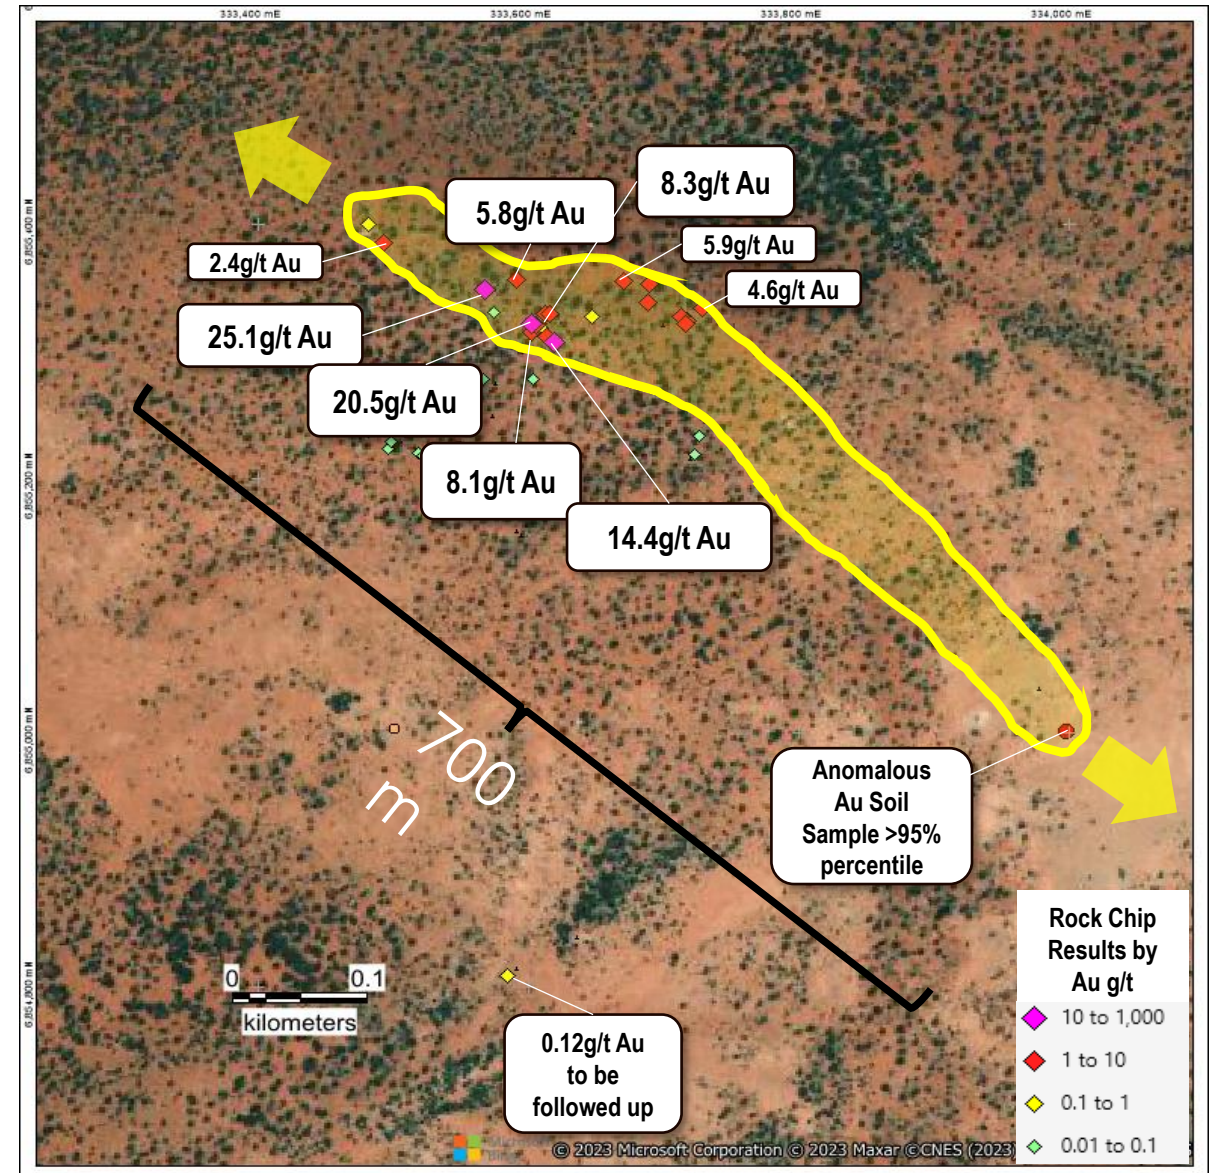 333,400 mE
333,600 mE
333,800 mE
334,000 mE
6,855,400 mN
6,855,200 mN
6,855,000 mN
6,854,800 mN
8.3g/t Au
5.8g/t Au
5.9g/t Au
2.4g/t Au
4.6g/t Au
25.1g/t Au
20.5g/t Au
8.1g/t Au
14.4g/t Au
700
m
Anomalous
Au Soil
Sample >95%
percentile
0 0.1
kilometers
0.12g/t Au
to be
followed up
Rock Chip
Results by
Au g/t
10 to 1,000
1 to 10
0.1 to 1
0.01 to 0.1
© 2023 Microsoft Corporation © 2023 Maxar ©CNES (2023)